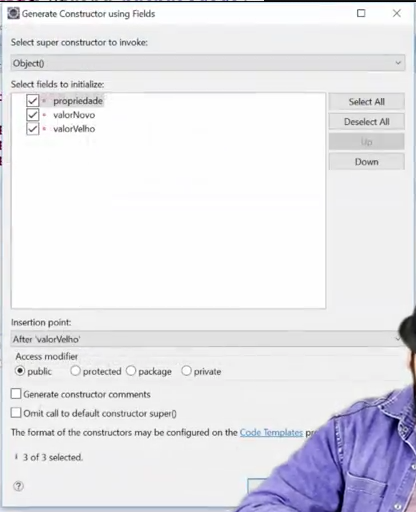 Generate Constructor using Fields
Select super constructor to invoke:
Object()
Select fields to initialize:
propriedade
valorNovo
valorVelho
Select All
Deselect All
Up
Down
Insertion point:
After 'valorVelho'
Access modifier
public protected package private
Generate constructor comments
Omit call to default constructor super()
The format of the constructors may be configured on the Code Templates
3 of 3 selected.